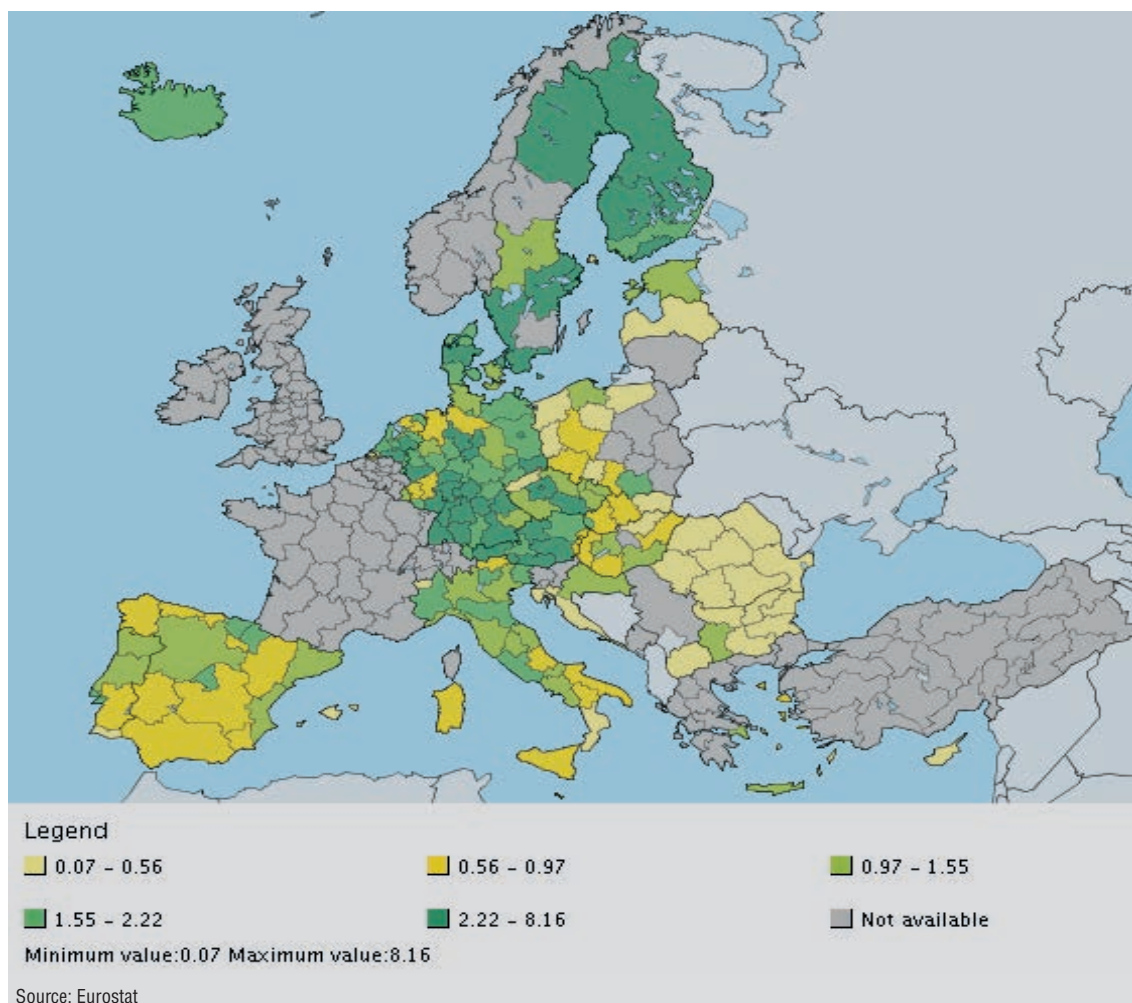 Legend
0.07 – 0.56
0.56 – 0.97
0.97 – 1.55
1.55 – 2.22
2.22 – 8.16
Not available
Minimum value:0.07 Maximum value:8.16
Source: Eurostat